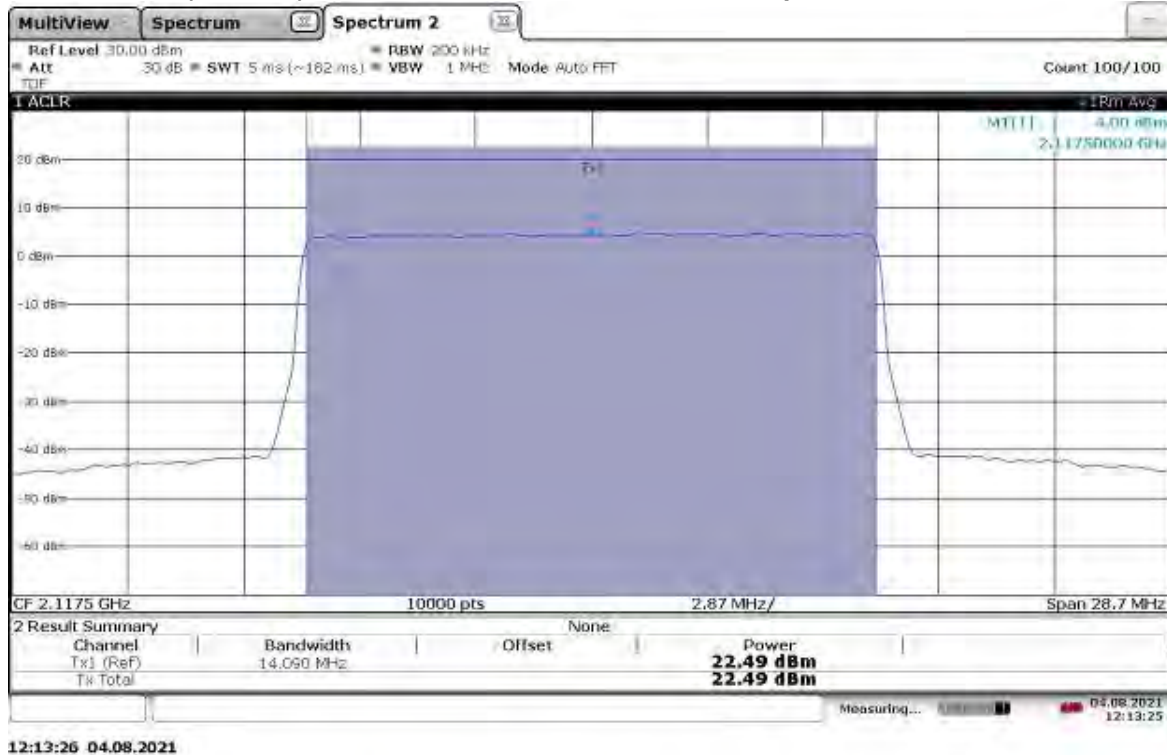 MultiView Spectrum Spectrum 2
Ref Level 30.00 dBm RBW 200 kHz
Att 30 dB SWT 5 ms (~182 ms) VBW 1 MHz Mode Auto FFT Count 100/100
TDF
1 ACLR 1Rm Avg
M1[1] 4.00 dBm
2.11750000 GHz
20 dBm
Tx1
10 dBm
0 dBm
-10 dBm
-20 dBm
-30 dBm
-40 dBm
-50 dBm
-60 dBm
CF 2.1175 GHz 10000 pts 2.87 MHz/ Span 28.7 MHz
2 Result Summary None
Channel Bandwidth Offset Power
Tx1 (Ref) 14.090 MHz 22.49 dBm
Tx Total 22.49 dBm
Measuring... 04.08.2021
12:13:25
12:13:26 04.08.2021